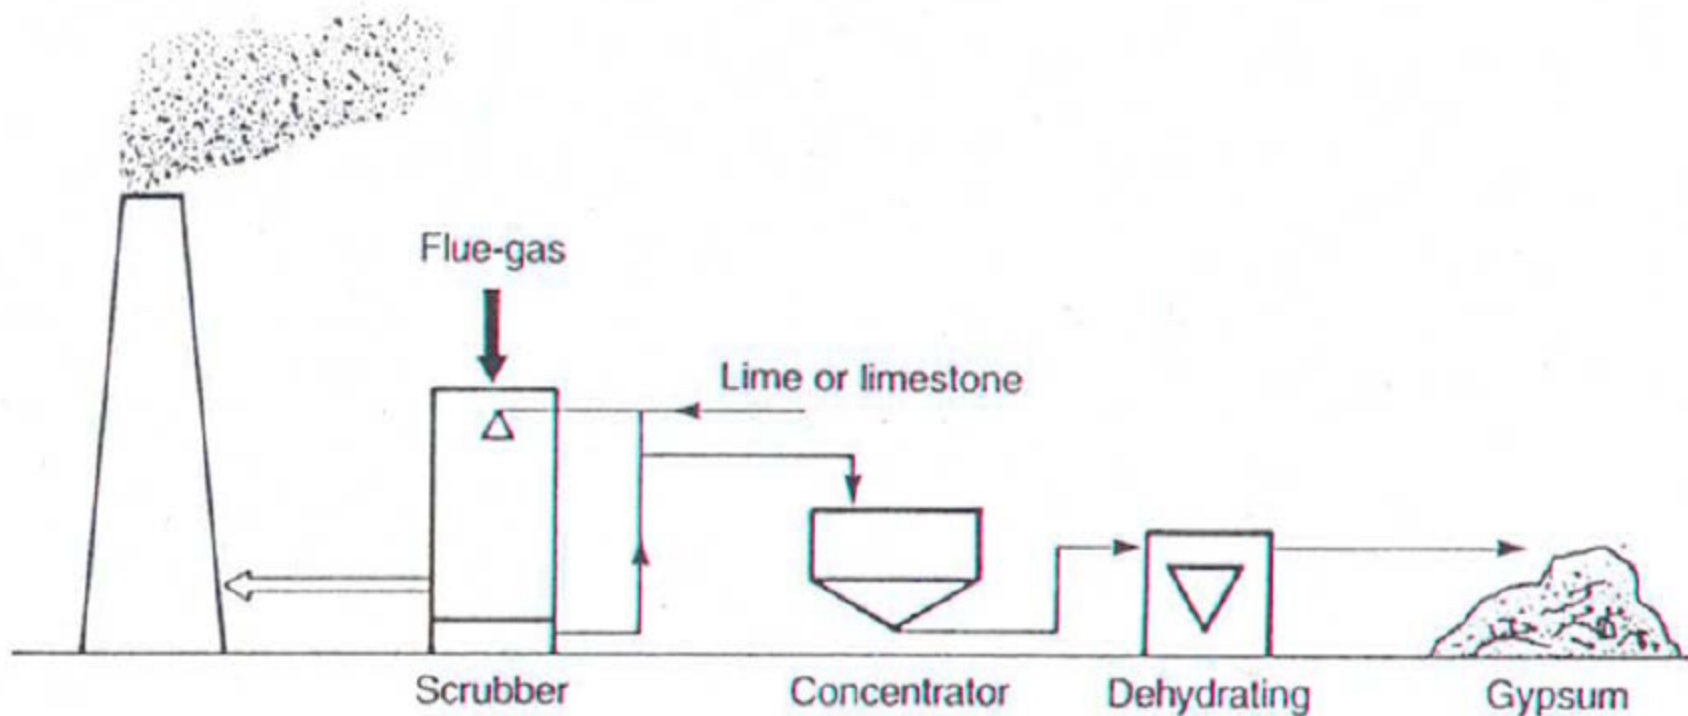 Flue-gas
Lime or limestone
Scrubber
Concentrator
Dehydrating
Gypsum